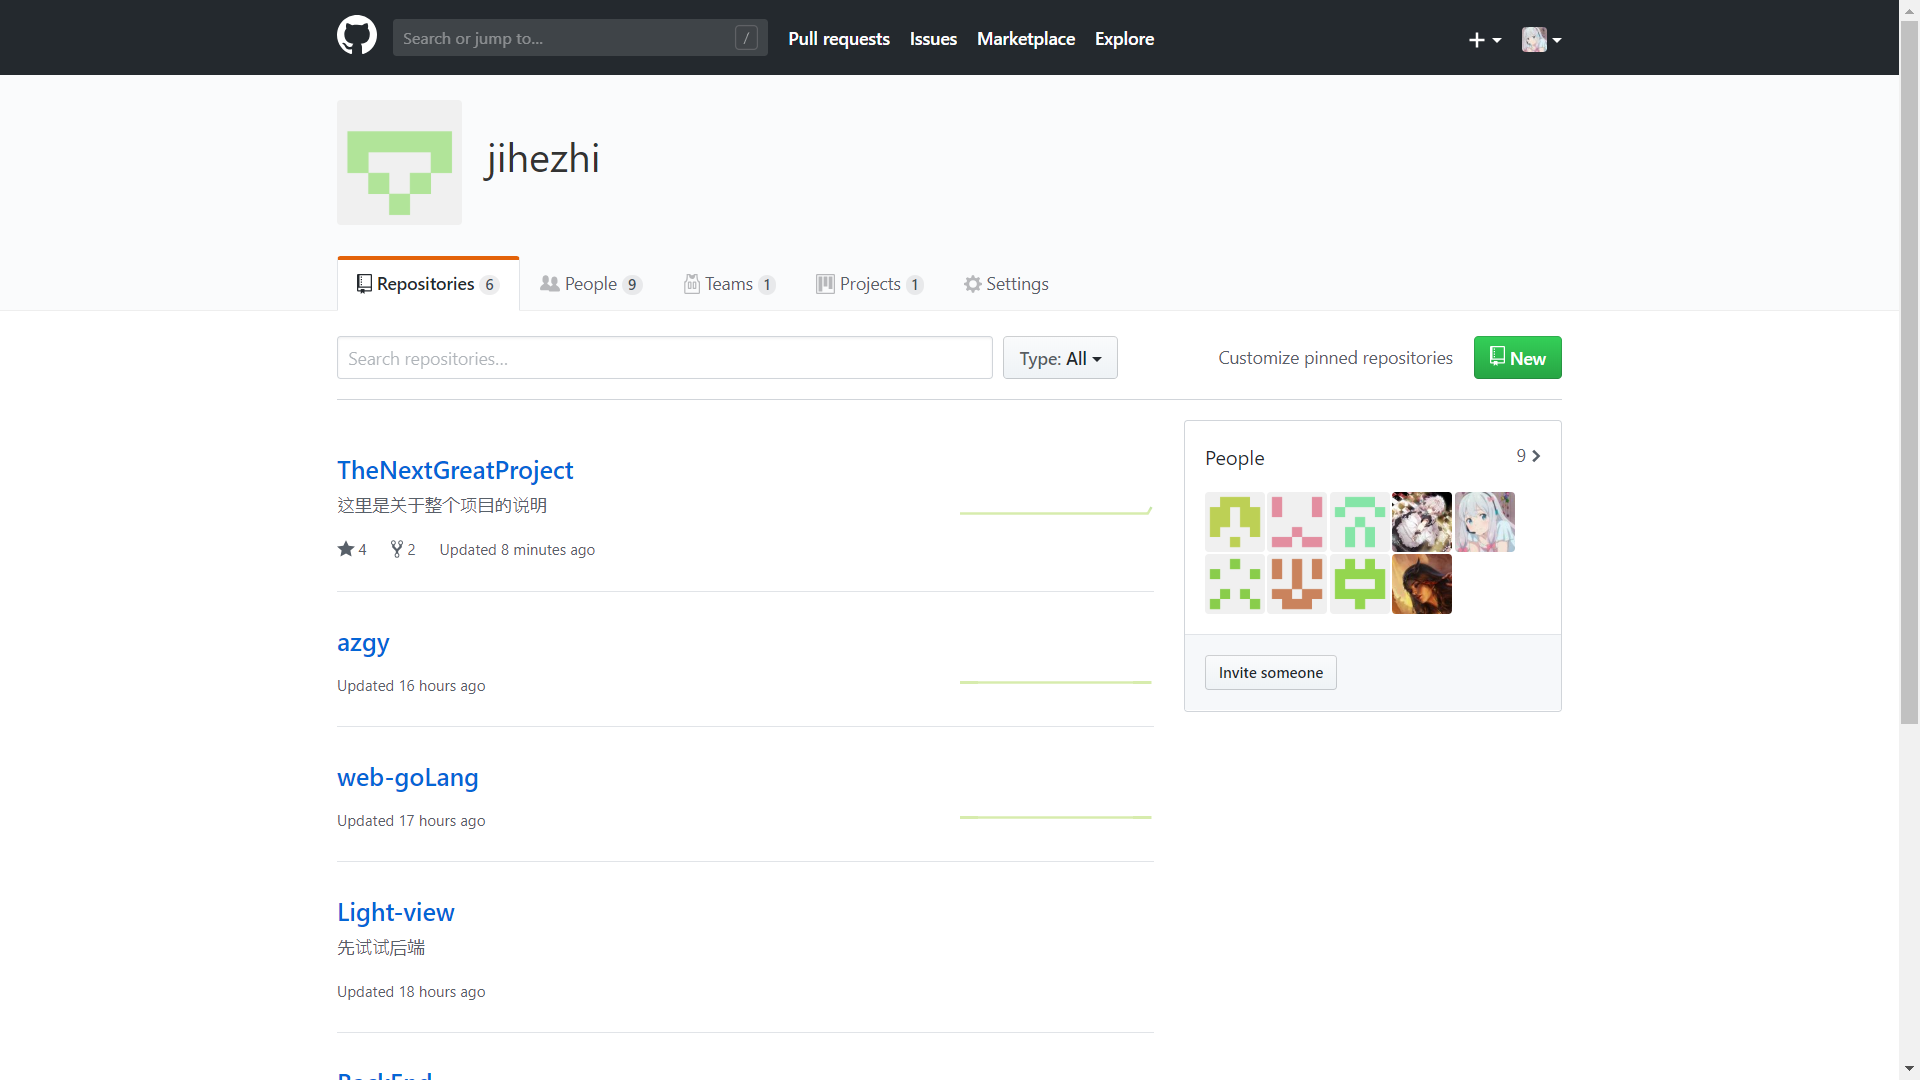 Search or jump to... /
Pull requests Issues Marketplace Explore
jihezhi
Repositories 6 People 9 Teams 1 Projects 1 Settings
Search repositories... Type: All Customize pinned repositories New
TheNextGreatProject
这里是关于整个项目的说明
4 2 Updated 8 minutes ago
azgy
Updated 16 hours ago
web-goLang
Updated 17 hours ago
Light-view
先试试后端
Updated 18 hours ago
BackEnd
People 9
Invite someone